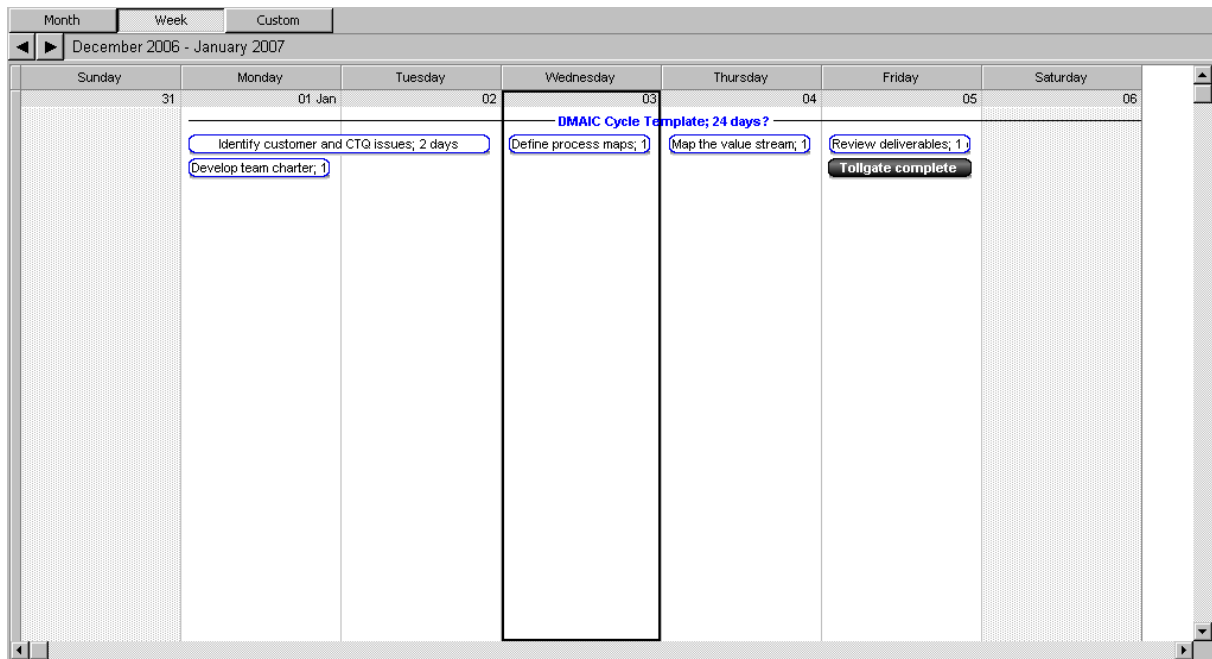 Month Week Custom
December 2006 - January 2007
Sunday Monday Tuesday Wednesday Thursday Friday Saturday
31 01 Jan 02 03 04 05 06
DMAIC Cycle Template; 24 days?
Identify customer and CTQ issues; 2 days Define process maps; 1 Map the value stream; 1 Review deliverables; 1
Develop team charter; 1 Tollgate complete